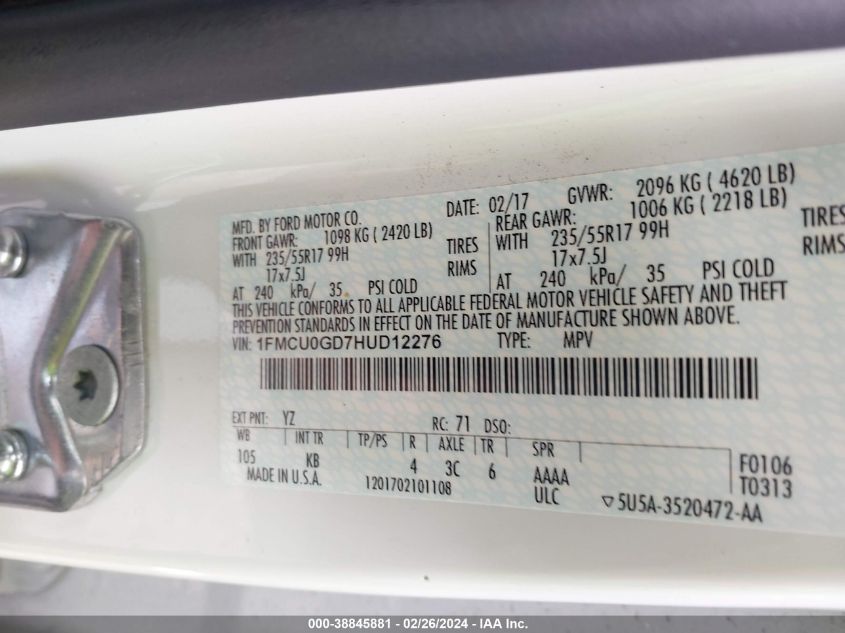 MFD. BY FORD MOTOR CO.
DATE: 02/17 GVWR: 2096 KG ( 4620 LB)
FRONT GAWR: 1098 KG ( 2420 LB) REAR GAWR: 1006 KG ( 2218 LB)
WITH 235/55R17 99H TIRES WITH 235/55R17 99H TIRES
17x7.5J RIMS 17x7.5J RIMS
AT 240 kPa/ 35 PSI COLD AT 240 kPa/ 35 PSI COLD
THIS VEHICLE CONFORMS TO ALL APPLICABLE FEDERAL MOTOR VEHICLE SAFETY AND THEFT
PREVENTION STANDARDS IN EFFECT ON THE DATE OF MANUFACTURE SHOWN ABOVE.
VIN: 1FMCU0GD7HUD12276 TYPE: MPV
EXT PNT: YZ RC: 71 DSO:
WB INT TR TP/PS R AXLE TR SPR
105 KB 4 3C 6 AAAA F0106
MADE IN U.S.A. 1201702101108 ULC T0313
▽5U5A-3520472-AA
000-38845881 - 02/26/2024 - IAA Inc.